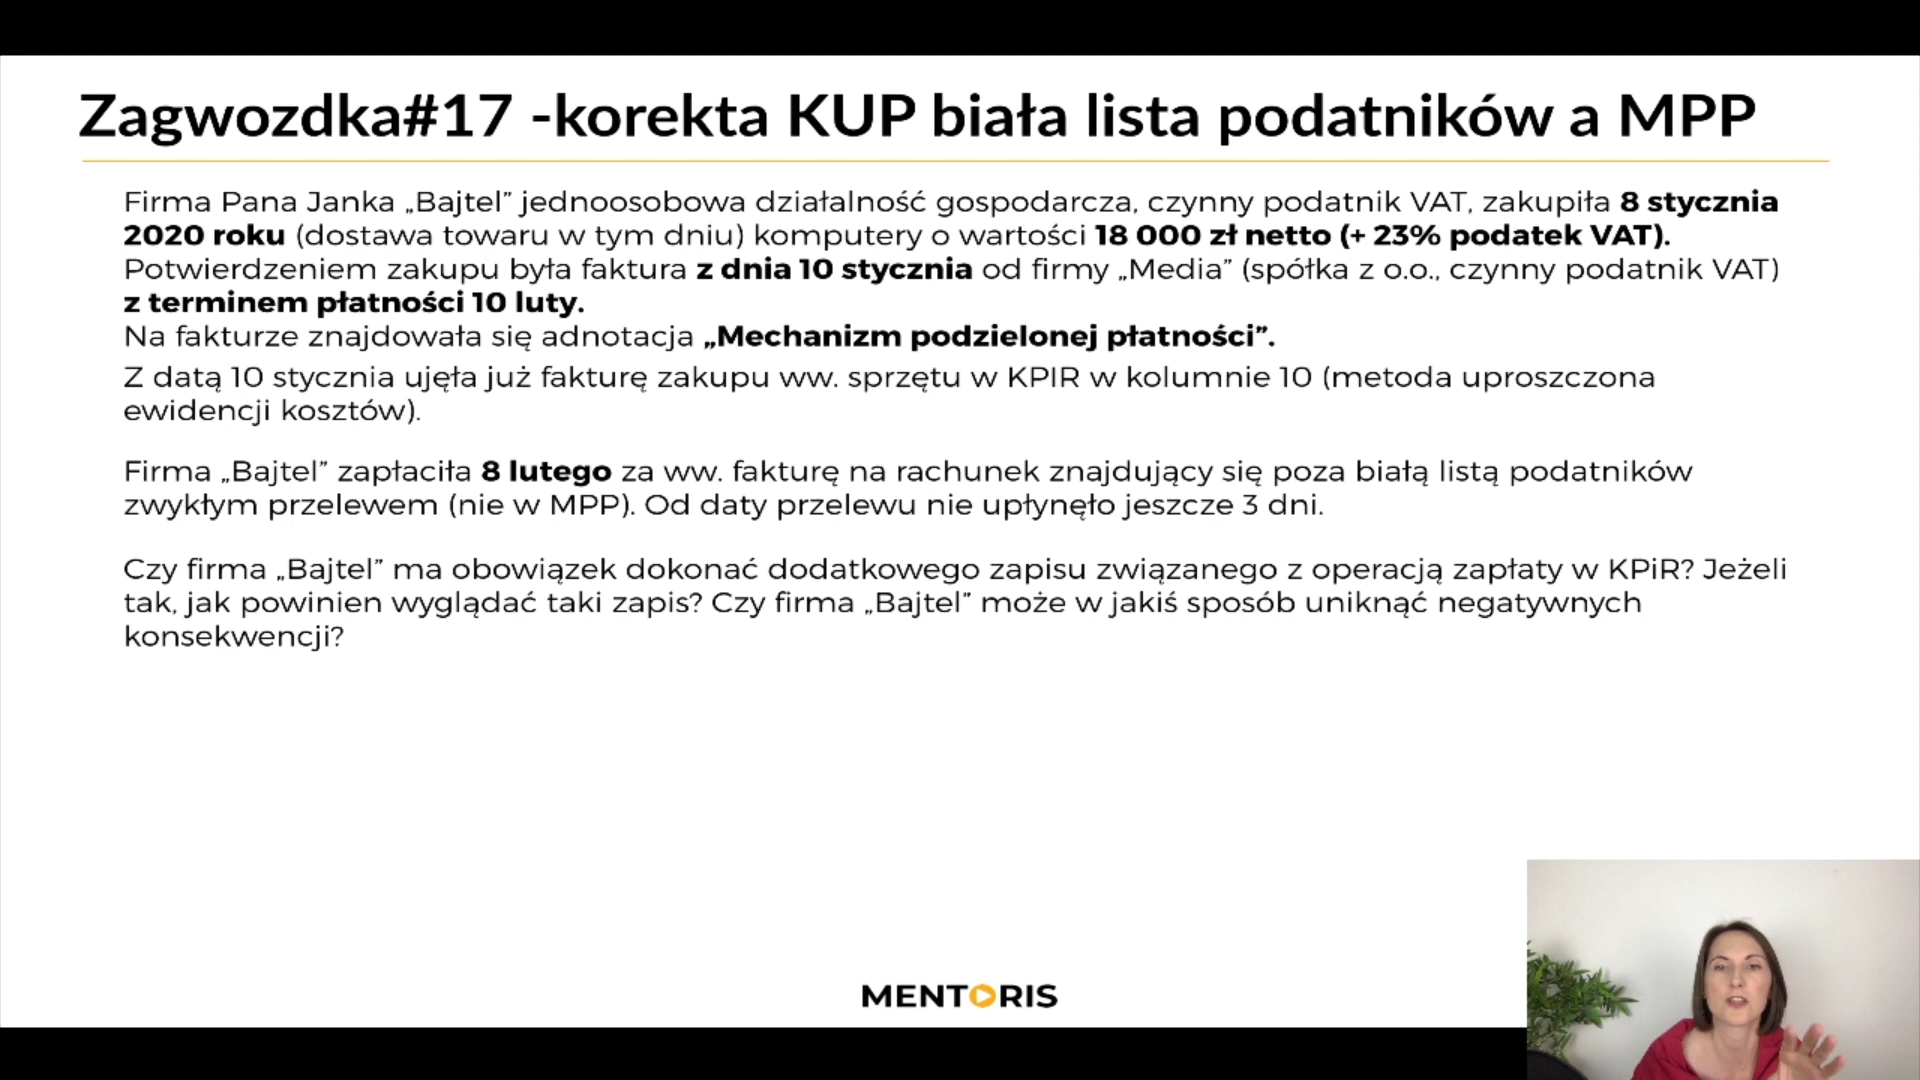 Zagwozdka#17 -korekta KUP biała lista podatników a MPP
Firma Pana Janka „Bajtel” jednoosobowa działalność gospodarcza, czynny podatnik VAT, zakupiła 8 stycznia
2020 roku (dostawa towaru w tym dniu) komputery o wartości 18 000 zł netto (+ 23% podatek VAT).
Potwierdzeniem zakupu była faktura z dnia 10 stycznia od firmy „Media” (spółka z o.o., czynny podatnik VAT)
z terminem płatności 10 luty.
Na fakturze znajdowała się adnotacja „Mechanizm podzielonej płatności”.
Z datą 10 stycznia ujęła już fakturę zakupu ww. sprzętu w KPIR w kolumnie 10 (metoda uproszczona
ewidencji kosztów).
Firma „Bajtel” zapłaciła 8 lutego za ww. fakturę na rachunek znajdujący się poza białą listą podatników
zwykłym przelewem (nie w MPP). Od daty przelewu nie upłynęło jeszcze 3 dni.
Czy firma „Bajtel” ma obowiązek dokonać dodatkowego zapisu związanego z operacją zapłaty w KPiR? Jeżeli
tak, jak powinien wyglądać taki zapis? Czy firma „Bajtel” może w jakiś sposób uniknąć negatywnych
konsekwencji?
MENTORIS